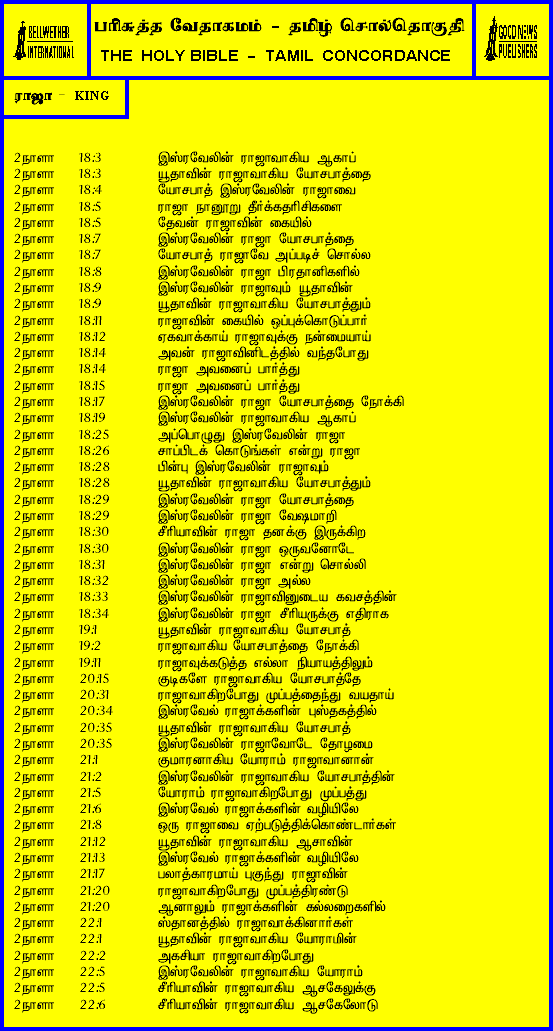 BELLWETHER
INTERNATIONAL
பரிசுத்த வேதாகமம் - தமிழ் சொல்தொகுதி
THE HOLY BIBLE - TAMIL CONCORDANCE
GOOD NEWS
PUBLISHERS
ராஜா - KING
2நாளா 18:3 இஸ்ரவேலின் ராஜாவாகிய ஆகாப்
2நாளா 18:3 யூதாவின் ராஜாவாகிய யோசபாத்தை
2நாளா 18:4 யோசபாத் இஸ்ரவேலின் ராஜாவை
2நாளா 18:5 ராஜா நானூறு தீர்க்கதரிசிகளை
2நாளா 18:5 தேவன் ராஜாவின் கையில்
2நாளா 18:7 இஸ்ரவேலின் ராஜா யோசபாத்தை
2நாளா 18:7 யோசபாத் ராஜாவே அப்படிச் சொல்ல
2நாளா 18:8 இஸ்ரவேலின் ராஜா பிரதானிகளில்
2நாளா 18:9 இஸ்ரவேலின் ராஜாவும் யூதாவின்
2நாளா 18:9 யூதாவின் ராஜாவாகிய யோசபாத்தும்
2நாளா 18:11 ராஜாவின் கையில் ஒப்புக்கொடுப்பார்
2நாளா 18:12 ஏகவாக்காய் ராஜாவுக்கு நன்மையாய்
2நாளா 18:14 அவன் ராஜாவினிடத்தில் வந்தபோது
2நாளா 18:14 ராஜா அவனைப் பார்த்து
2நாளா 18:15 ராஜா அவனைப் பார்த்து
2நாளா 18:17 இஸ்ரவேலின் ராஜா யோசபாத்தை நோக்கி
2நாளா 18:19 இஸ்ரவேலின் ராஜாவாகிய ஆகாப்
2நாளா 18:25 அப்பொழுது இஸ்ரவேலின் ராஜா
2நாளா 18:26 சாப்பிடக் கொடுங்கள் என்று ராஜா
2நாளா 18:28 பின்பு இஸ்ரவேலின் ராஜாவும்
2நாளா 18:28 யூதாவின் ராஜாவாகிய யோசபாத்தும்
2நாளா 18:29 இஸ்ரவேலின் ராஜா யோசபாத்தை
2நாளா 18:29 இஸ்ரவேலின் ராஜா வேஷமாறி
2நாளா 18:30 சீரியாவின் ராஜா தனக்கு இருக்கிற
2நாளா 18:30 இஸ்ரவேலின் ராஜா ஒருவனோடே
2நாளா 18:31 இஸ்ரவேலின் ராஜா என்று சொல்லி
2நாளா 18:32 இஸ்ரவேலின் ராஜா அல்ல
2நாளா 18:33 இஸ்ரவேலின் ராஜாவினுடைய கவசத்தின்
2நாளா 18:34 இஸ்ரவேலின் ராஜா சீரியருக்கு எதிராக
2நாளா 19:1 யூதாவின் ராஜாவாகிய யோசபாத்
2நாளா 19:2 ராஜாவாகிய யோசபாத்தை நோக்கி
2நாளா 19:11 ராஜாவுக்கடுத்த எல்லா நியாயத்திலும்
2நாளா 20:15 குடிகளே ராஜாவாகிய யோசபாத்தே
2நாளா 20:31 ராஜாவாகிறபோது முப்பத்தைந்து வயதாய்
2நாளா 20:34 இஸ்ரவேல் ராஜாக்களின் புஸ்தகத்தில்
2நாளா 20:35 யூதாவின் ராஜாவாகிய யோசபாத்
2நாளா 20:35 இஸ்ரவேலின் ராஜாவோடே தோழமை
2நாளா 21:1 குமாரனாகிய யோராம் ராஜாவானான்
2நாளா 21:2 இஸ்ரவேலின் ராஜாவாகிய யோசபாத்தின்
2நாளா 21:5 யோராம் ராஜாவாகிறபோது முப்பத்து
2நாளா 21:6 இஸ்ரவேல் ராஜாக்களின் வழியிலே
2நாளா 21:8 ஒரு ராஜாவை ஏற்படுத்திக்கொண்டார்கள்
2நாளா 21:12 யூதாவின் ராஜாவாகிய ஆசாவின்
2நாளா 21:13 இஸ்ரவேல் ராஜாக்களின் வழியிலே
2நாளா 21:17 பலாத்காரமாய் புகுந்து ராஜாவின்
2நாளா 21:20 ராஜாவாகிறபோது முப்பத்திரண்டு
2நாளா 21:20 ஆனாலும் ராஜாக்களின் கல்லறைகளில்
2நாளா 22:1 ஸ்தானத்தில் ராஜாவாக்கினார்கள்
2நாளா 22:1 யூதாவின் ராஜாவாகிய யோராமின்
2நாளா 22:2 அகசியா ராஜாவாகிறபோது
2நாளா 22:5 இஸ்ரவேலின் ராஜாவாகிய யோராம்
2நாளா 22:5 சீரியாவின் ராஜாவாகிய ஆசகேலுக்கு
2நாளா 22:6 சீரியாவின் ராஜாவாகிய ஆசகேலோடு